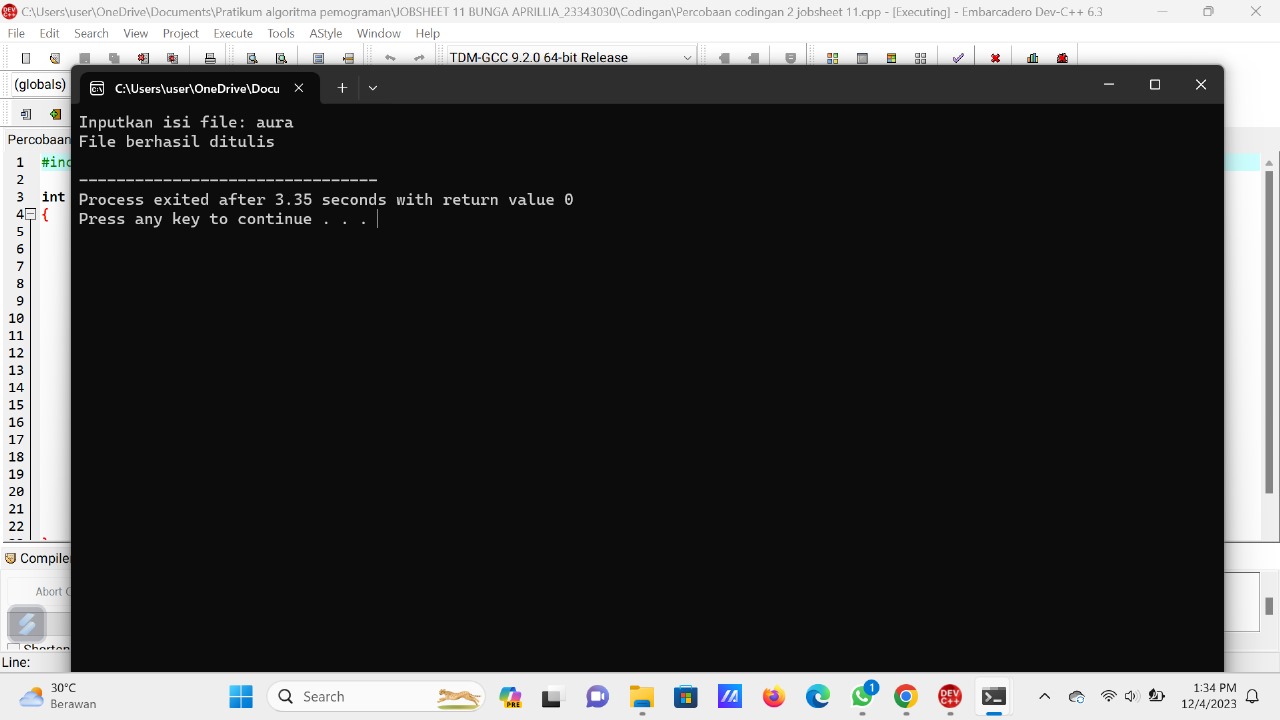 C:\Users\user\OneDrive\Documents\Pratikum algoritma pemograman\JOBSHEET 11 BUNGA APRILLIA_23343030\Codingan\Percobaan codingan 2 jobsheet 11.cpp - [Executing] - Embarcadero Dev-C++ 6.3
File Edit Search View Project Execute Tools AStyle Window Help
TDM-GCC 9.2.0 64-bit Release
(globals)
C:\Users\user\OneDrive\Docu
Inputkan isi file: aura
File berhasil ditulis
--------------------------------
Process exited after 3.35 seconds with return value 0
Press any key to continue . . .
Percobaan
1 #inc
2
3 int
4 {
5
6
7
8
9
10
11
12
13
14
15
16
17
18
19
20
21
22
Compiler
Abort C
Shorten
Line:
30°C
Berawan
Search
PRE
1
DEV C++
1:34 PM
12/4/2023